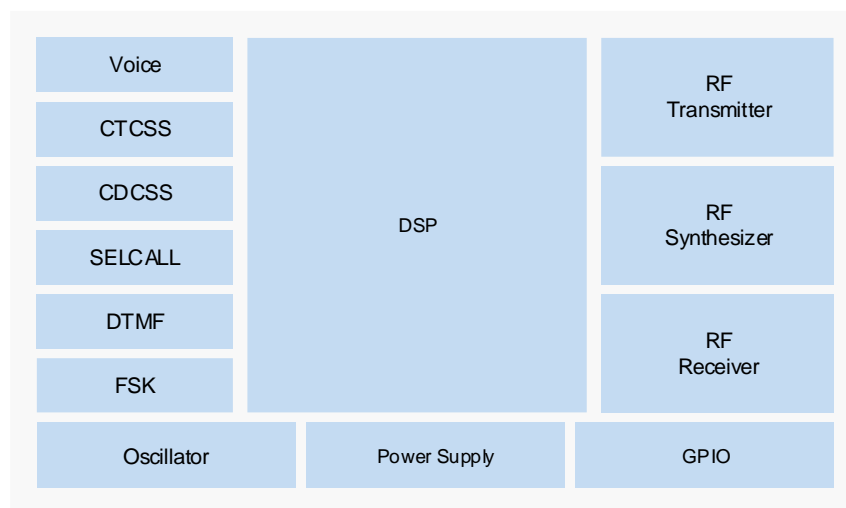 Voice
CTCSS
CDCSS
SELCALL
DTMF
FSK
DSP
RF
Transmitter
RF
Synthesizer
RF
Receiver
Oscillator
Power Supply
GPIO